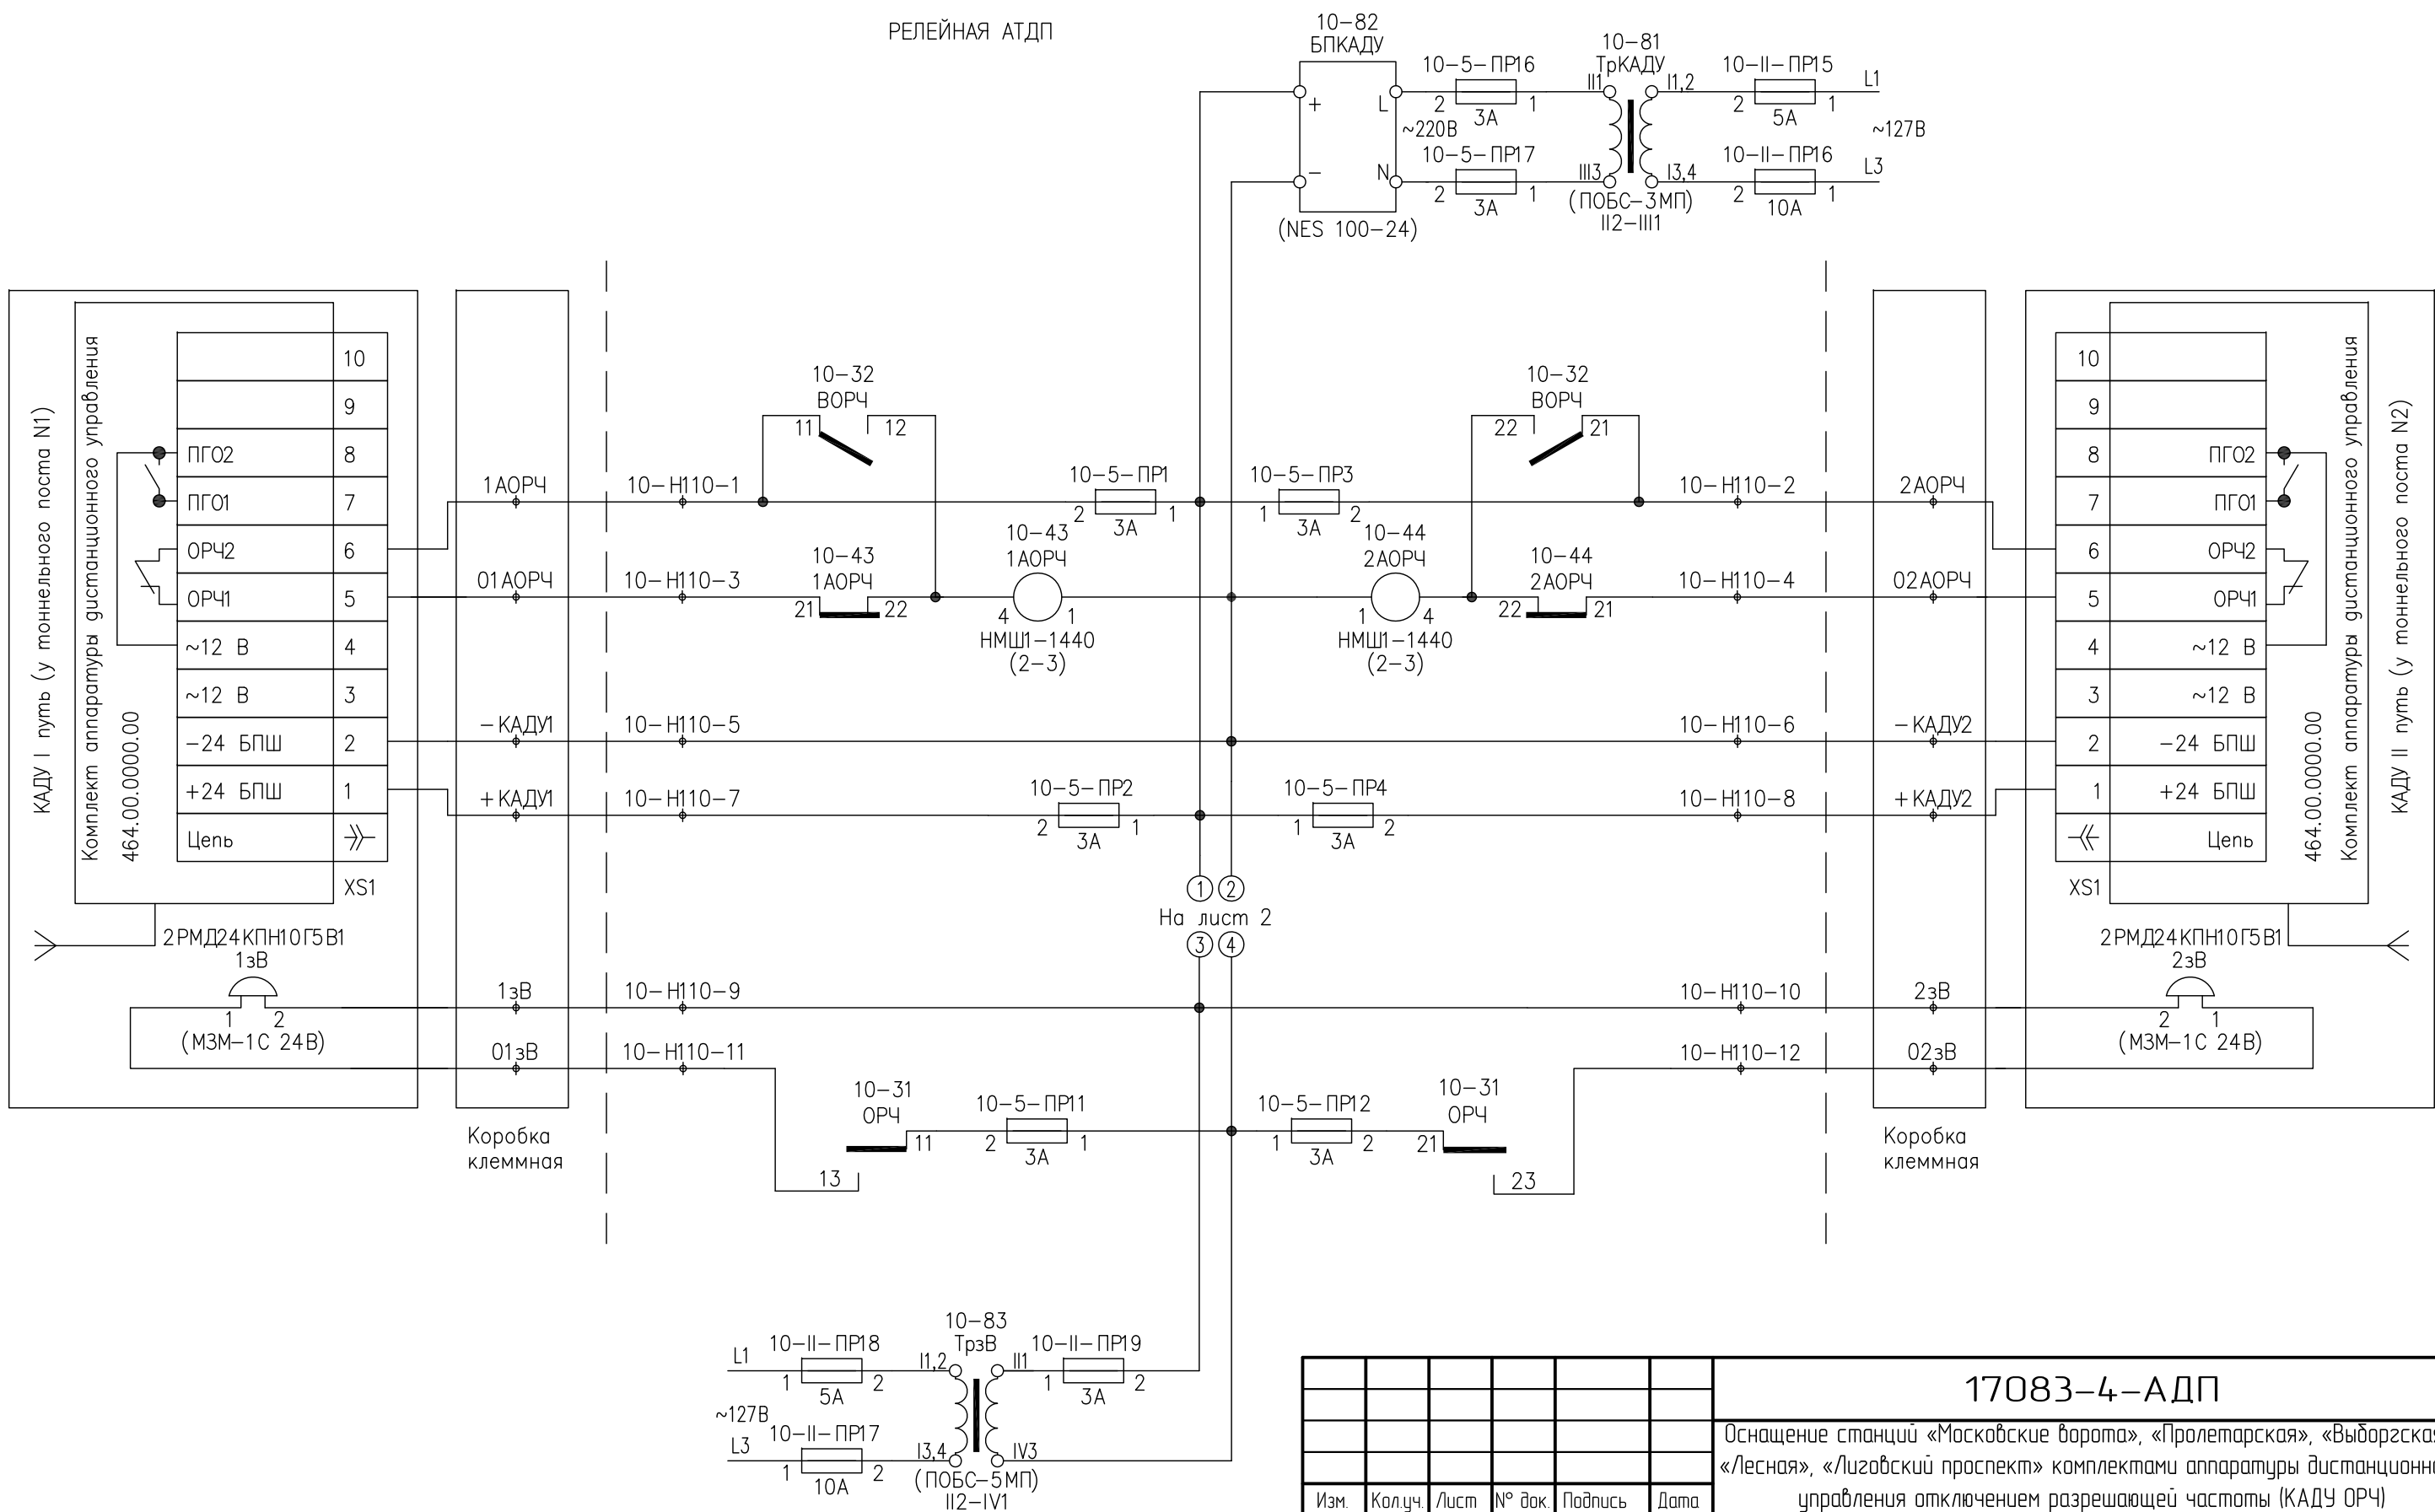 РЕЛЕЙНАЯ АТДП
10-82
БПКАДУ
+
L
-
N
(NES 100-24)
10-5-ПР16
2 1
3А
~220В
10-5-ПР17
2 1
3А
10-81
ТрКАДУ
II1 I1,2
III3 I3,4
(ПОБС-3МП)
II2-III1
10-II-ПР15
L1
2 1
5А
~127В
10-II-ПР16
L3
2 1
10А
КАДУ I путь (у тоннельного поста N1)
Комплект аппаратуры дистанционного управления
464.00.0000.00
10
9
ПГО2 8
ПГО1 7
ОРЧ2 6
ОРЧ1 5
~12 В 4
~12 В 3
-24 БПШ 2
+24 БПШ 1
Цепь
XS1
2РМД24КПН10Г5В1
1зВ
1 2
(МЗМ-1С 24В)
1АОРЧ
01АОРЧ
-КАДУ1
+КАДУ1
1зВ
01зВ
Коробка
клеммная
10-Н110-1
10-Н110-3
10-Н110-5
10-Н110-7
10-Н110-9
10-Н110-11
10-32
ВОРЧ
11 12
10-5-ПР1
2 1
3А
10-43
1АОРЧ
21 22
10-43
1АОРЧ
4 1
НМШ1-1440
(2-3)
10-5-ПР3
1 2
3А
10-32
ВОРЧ
22 21
10-44
2АОРЧ
1 4
НМШ1-1440
(2-3)
10-44
2АОРЧ
22 21
10-5-ПР2
2 1
3А
10-5-ПР4
1 2
3А
1 2
На лист 2
3 4
10-31
ОРЧ
11
13
10-5-ПР11
2 1
3А
10-5-ПР12
1 2
3А
10-31
ОРЧ
21
23
10-Н110-2
10-Н110-4
10-Н110-6
10-Н110-8
10-Н110-10
10-Н110-12
2АОРЧ
02АОРЧ
-КАДУ2
+КАДУ2
2зВ
02зВ
Коробка
клеммная
10
9
8 ПГО2
7 ПГО1
6 ОРЧ2
5 ОРЧ1
4 ~12 В
3 ~12 В
2 -24 БПШ
1 +24 БПШ
Цепь
XS1
464.00.0000.00
Комплект аппаратуры дистанционного управления
КАДУ II путь (у тоннельного поста N2)
2РМД24КПН10Г5В1
2зВ
2 1
(МЗМ-1С 24В)
L1
10-II-ПР18
1 2
5А
~127В
L3
10-II-ПР17
1 2
10А
10-83
ТрзВ
I1,2 II1
I3,4 IV3
(ПОБС-5МП)
II2-IV1
10-II-ПР19
1 2
3А
17083-4-АДП
Оснащение станций «Московские ворота», «Пролетарская», «Выборгская
«Лесная», «Лиговский проспект» комплектами аппаратуры дистанционно
управления отключением разрешающей частоты (КАДУ ОРЧ)
Изм. Кол.уч. Лист № док. Подпись Дата